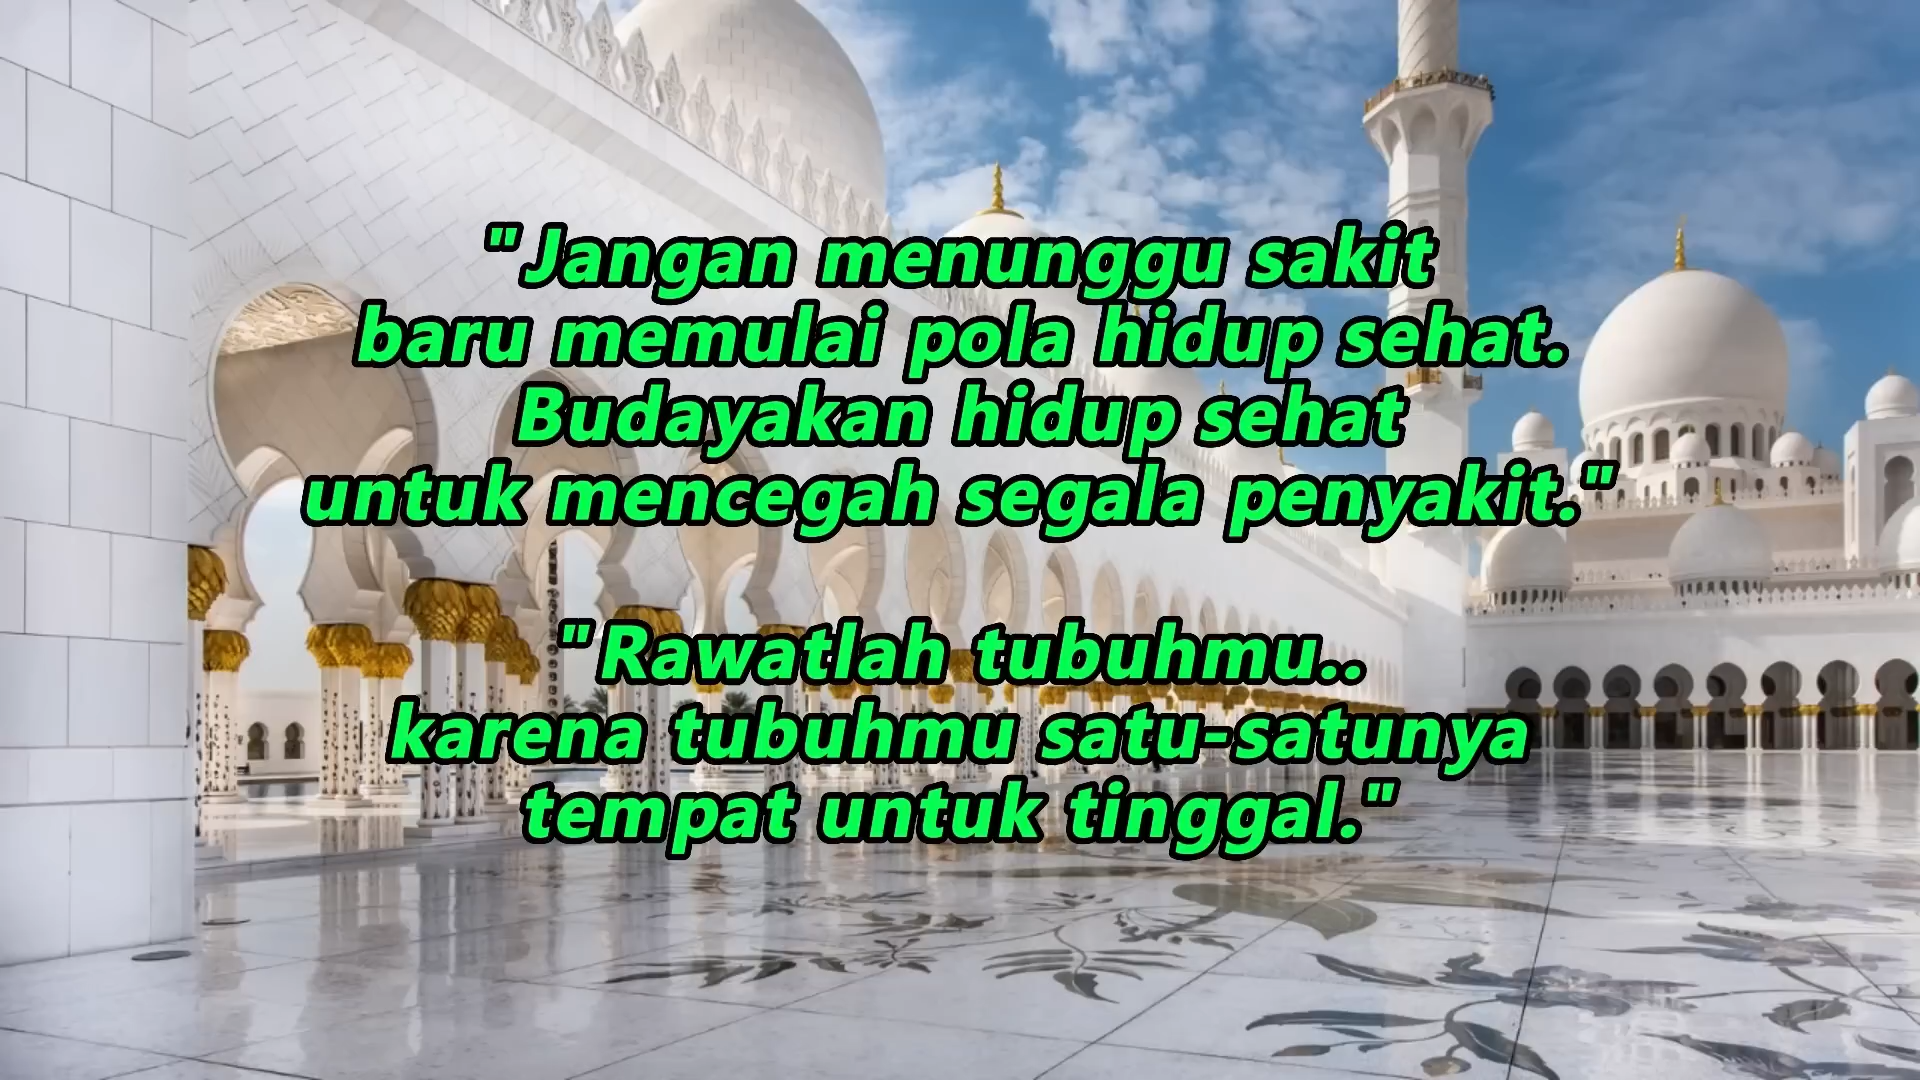 "Jangan menunggu sakit
baru memulai pola hidup sehat.
Budayakan hidup sehat
untuk mencegah segala penyakit."
"Rawatlah tubuhmu..
karena tubuhmu satu-satunya
tempat untuk tinggal."